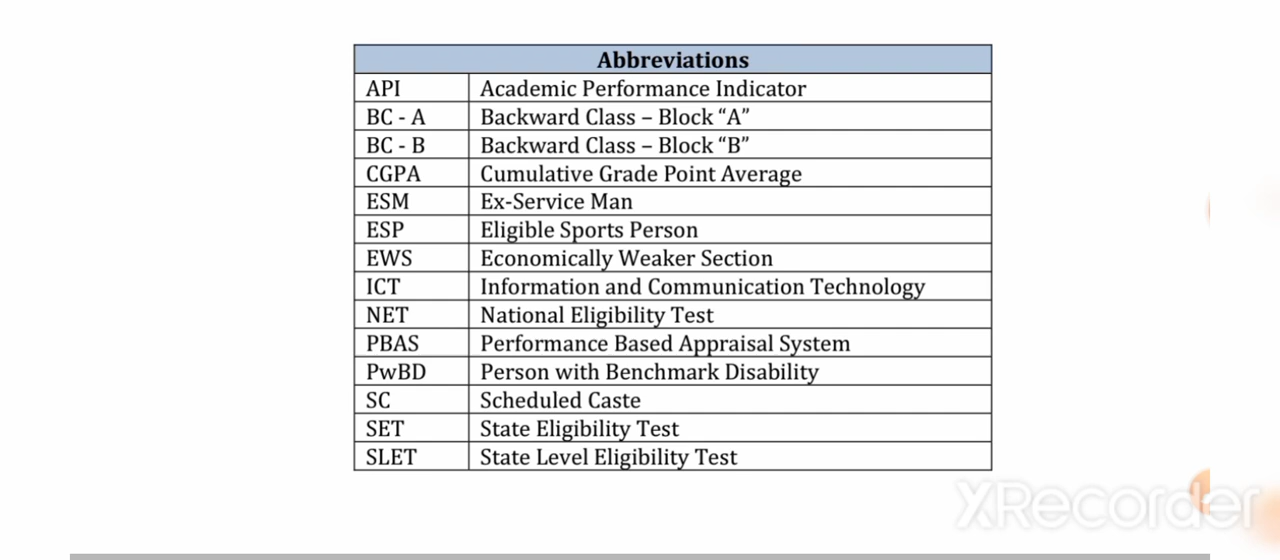 Abbreviations
API Academic Performance Indicator
BC - A Backward Class – Block “A”
BC - B Backward Class – Block “B”
CGPA Cumulative Grade Point Average
ESM Ex-Service Man
ESP Eligible Sports Person
EWS Economically Weaker Section
ICT Information and Communication Technology
NET National Eligibility Test
PBAS Performance Based Appraisal System
PwBD Person with Benchmark Disability
SC Scheduled Caste
SET State Eligibility Test
SLET State Level Eligibility Test
XRecorder